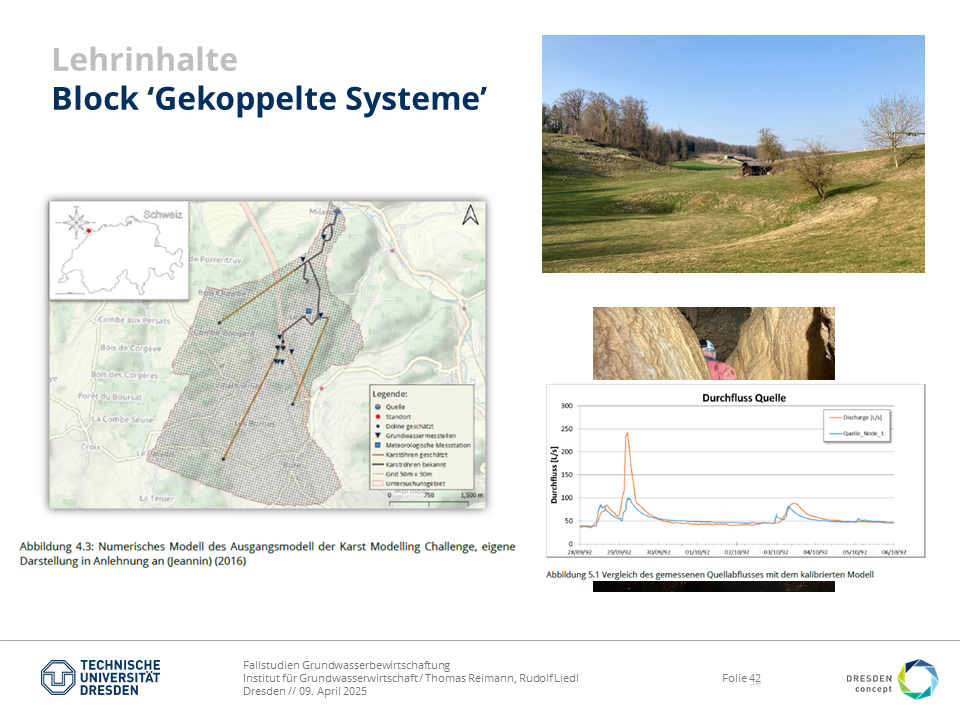 Lehrinhalte
Block ‘Gekoppelte Systeme’
Schweiz
de Porrentruy
Combe aux Persats
Bois de Corgève
Bois des Corgères
Forêt du Boursat
La Combe Seuse
Croix
La Ténier
Legende:
Quelle
Standort
Doline geschätzt
Grundwassermesstellen
Meteorologische Messtation
Karströhren geschätzt
Karströhren bekannt
Grid 50m x 50m
Untersuchungsgebiet
0 750 1,500 m
Abbildung 4.3: Numerisches Modell des Ausgangsmodell der Karst Modelling Challenge, eigene
Darstellung in Anlehnung an (Jeannin) (2016)
Durchfluss Quelle
Durchfluss [L/s]
300
250
200
150
100
50
0
Discharge [L/s]
Quelle_Node_1
28/09/92 29/09/92 30/09/92 01/10/92 02/10/92 03/10/92 04/10/92 05/10/92 06/10/92
Abbildung 5.1 Vergleich des gemessenen Quellabflusses mit dem kalibrierten Modell
TECHNISCHE
UNIVERSITÄT
DRESDEN
Fallstudien Grundwasserbewirtschaftung
Institut für Grundwasserwirtschaft / Thomas Reimann, Rudolf Liedl
Dresden // 09. April 2025
Folie 42
DRESDEN
concept